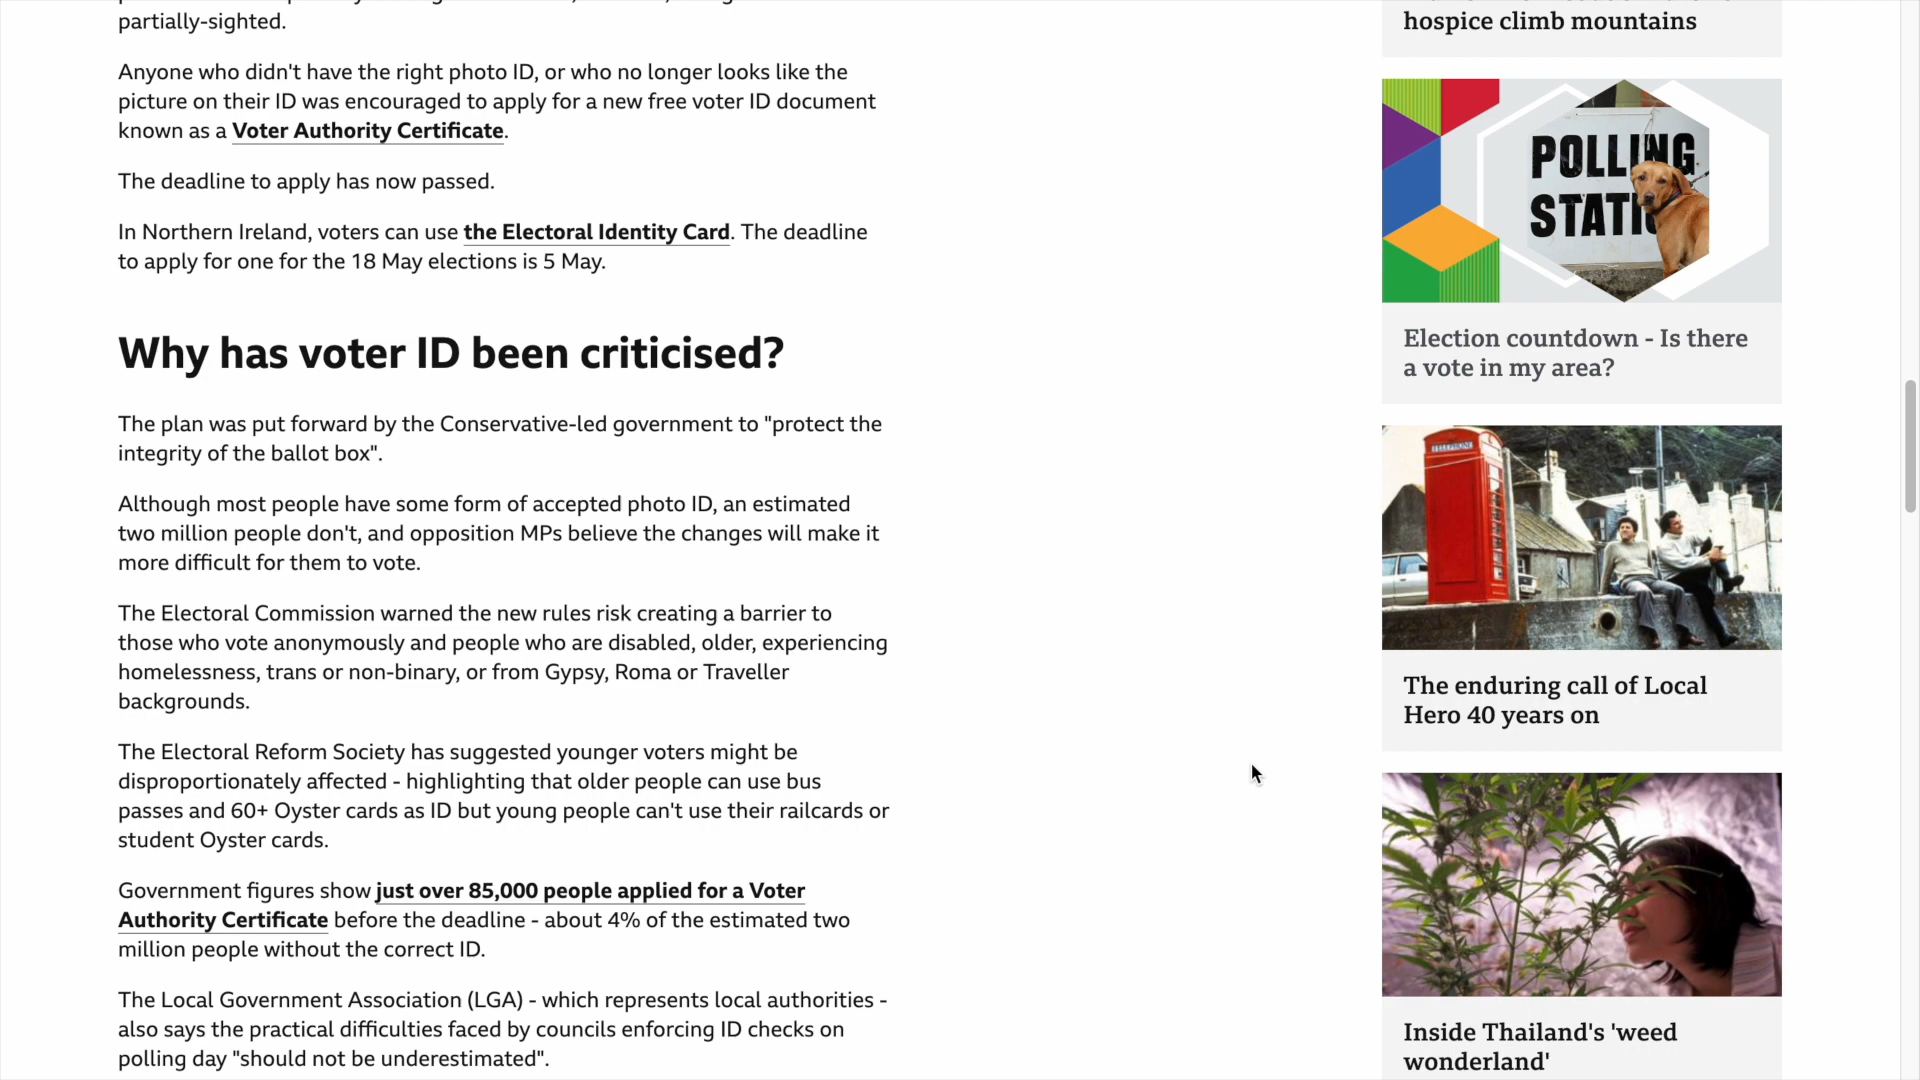 partially-sighted.
Anyone who didn't have the right photo ID, or who no longer looks like the
picture on their ID was encouraged to apply for a new free voter ID document
known as a Voter Authority Certificate.
The deadline to apply has now passed.
In Northern Ireland, voters can use the Electoral Identity Card. The deadline
to apply for one for the 18 May elections is 5 May.
Why has voter ID been criticised?
The plan was put forward by the Conservative-led government to "protect the
integrity of the ballot box".
Although most people have some form of accepted photo ID, an estimated
two million people don't, and opposition MPs believe the changes will make it
more difficult for them to vote.
The Electoral Commission warned the new rules risk creating a barrier to
those who vote anonymously and people who are disabled, older, experiencing
homelessness, trans or non-binary, or from Gypsy, Roma or Traveller
backgrounds.
The Electoral Reform Society has suggested younger voters might be
disproportionately affected - highlighting that older people can use bus
passes and 60+ Oyster cards as ID but young people can't use their railcards or
student Oyster cards.
Government figures show just over 85,000 people applied for a Voter
Authority Certificate before the deadline - about 4% of the estimated two
million people without the correct ID.
The Local Government Association (LGA) - which represents local authorities -
also says the practical difficulties faced by councils enforcing ID checks on
polling day "should not be underestimated".
hospice climb mountains
POLLING
STATIO
Election countdown - Is there
a vote in my area?
TELEPHONE
The enduring call of Local
Hero 40 years on
Inside Thailand's 'weed
wonderland'